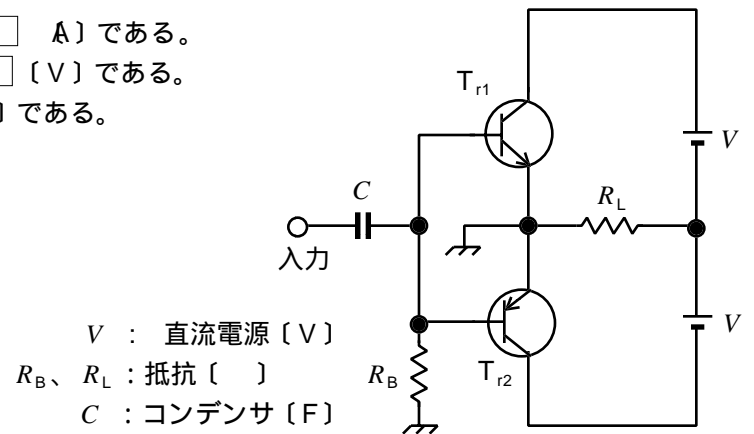 A〕である。
〔V〕である。
〕である。
Tr1
V
C
RL
入力
V : 直流電源〔V〕
V
RB、 RL:抵抗〔 〕
RB
Tr2
C :コンデンサ〔F〕